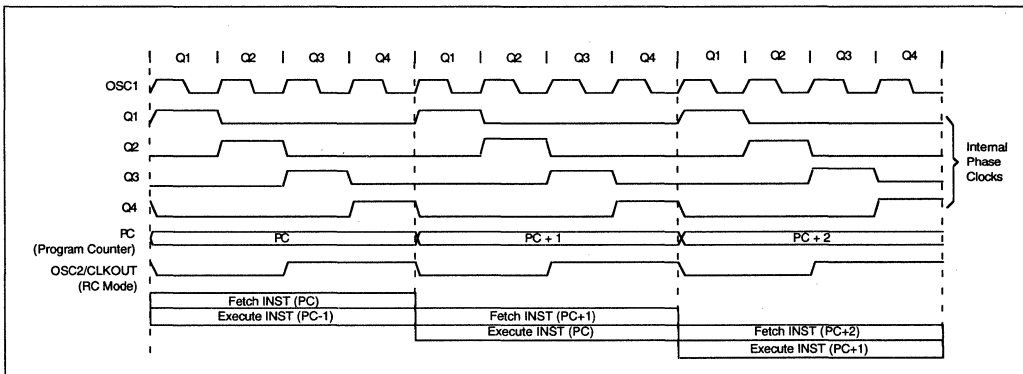 Q1 | Q2 | Q3 | Q4 | Q1 | Q2 | Q3 | Q4 | Q1 | Q2 | Q3 | Q4
OSC1
Q1
Q2
Q3
Q4
Internal
Phase
Clocks
PC
(Program Counter)
PC
PC + 1
PC + 2
OSC2/CLKOUT
(RC Mode)
Fetch INST (PC)
Execute INST (PC-1)
Fetch INST (PC+1)
Execute INST (PC)
Fetch INST (PC+2)
Execute INST (PC+1)